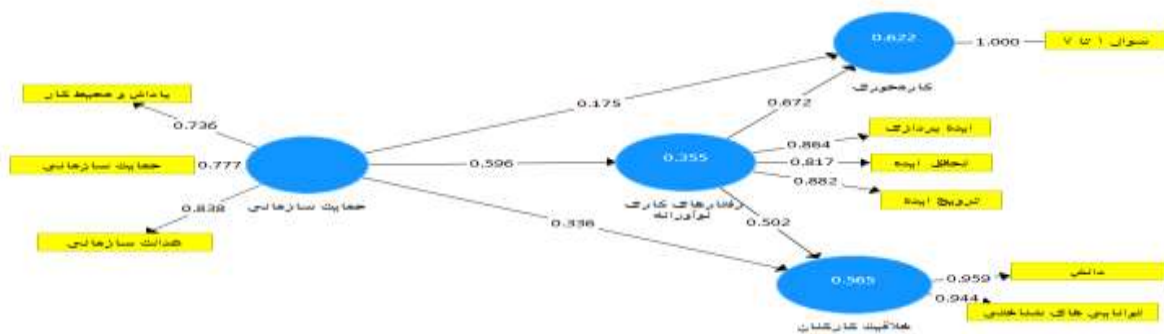 0.622
1.000
سوال ۱ تا ۷
کارمحوری
پاداش و محیط کار
0.175
0.672
0.736
ایده پردازی
0.864
حمایت سازمانی
0.777
0.596
0.355
0.817
تحقق ایده
0.882
ترویج ایده
0.838
حمایت سازمانی
رفتارهای کاری
نوآورانه
عدالت سازمانی
0.336
0.502
0.565
0.959
دانش
0.944
توانایی های شناختی
خلاقیت کارکنان